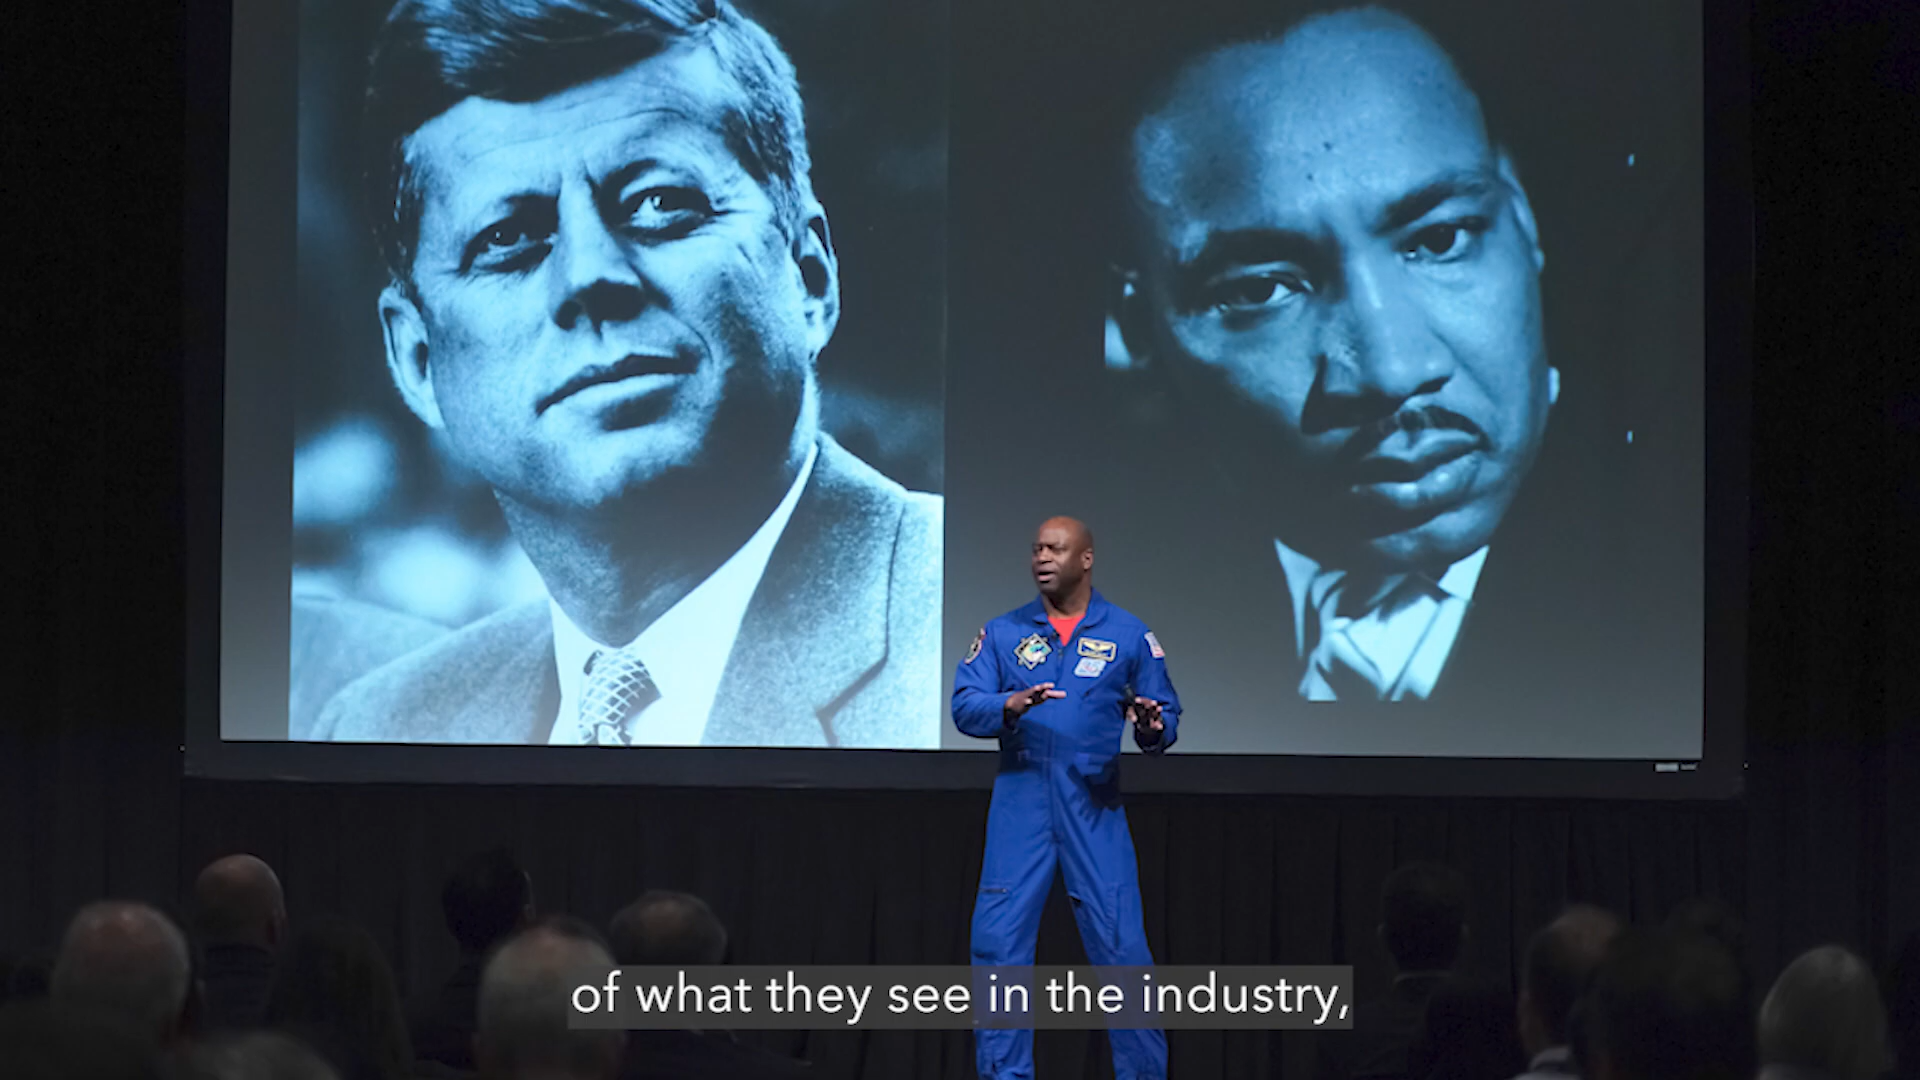 of what they see in the industry,